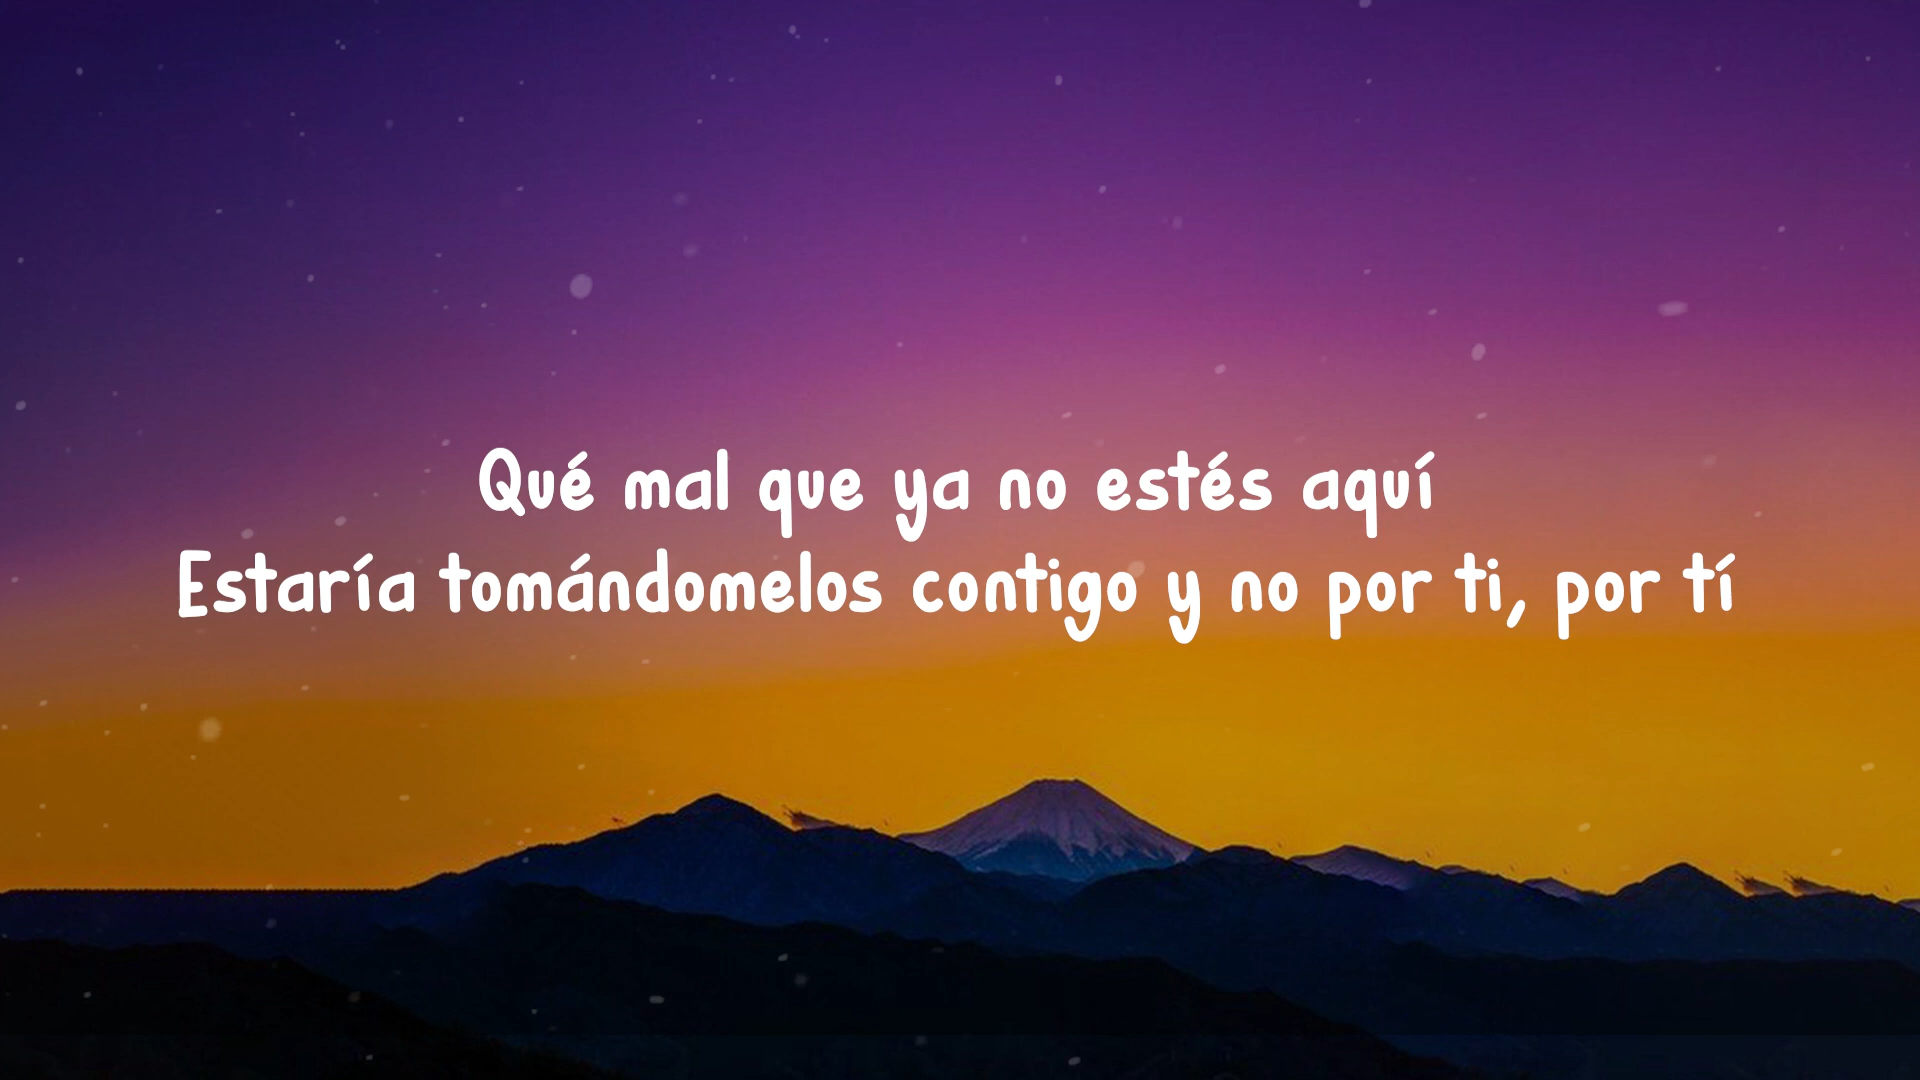 Qué mal que ya no estés aquí
Estaría tomándomelos contigo y no por ti, por tí